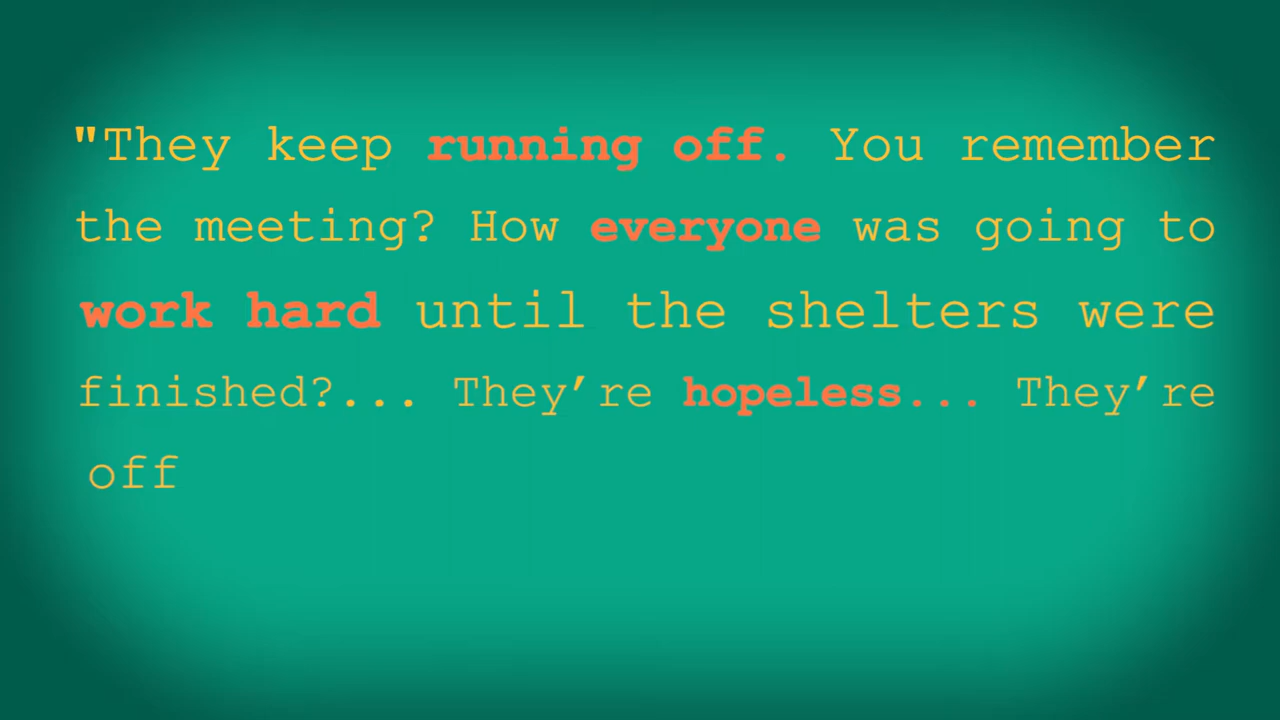 "They keep running off. You remember
the meeting? How everyone was going to
work hard until the shelters were
finished?... They’re hopeless... They’re
off